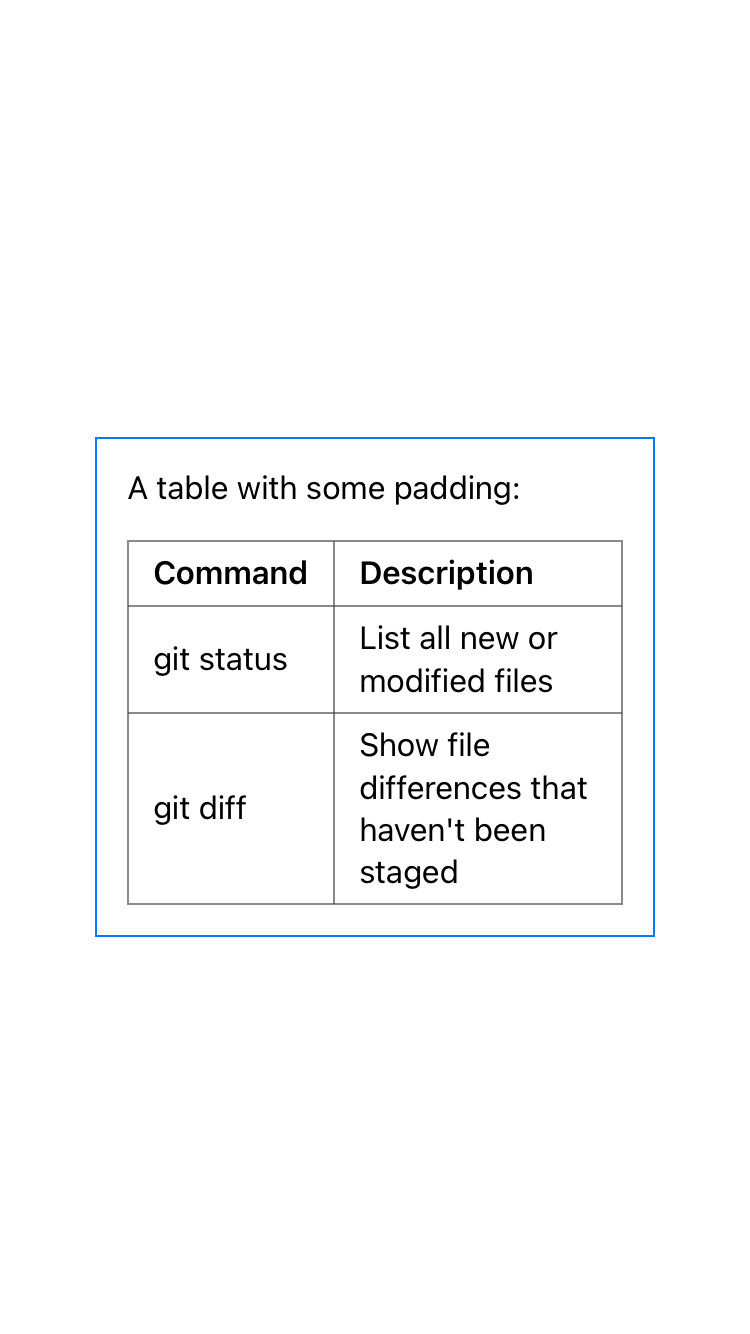 A table with some padding:
Command Description
git status
List all new or
modified files
git diff
Show file
differences that
haven't been
staged